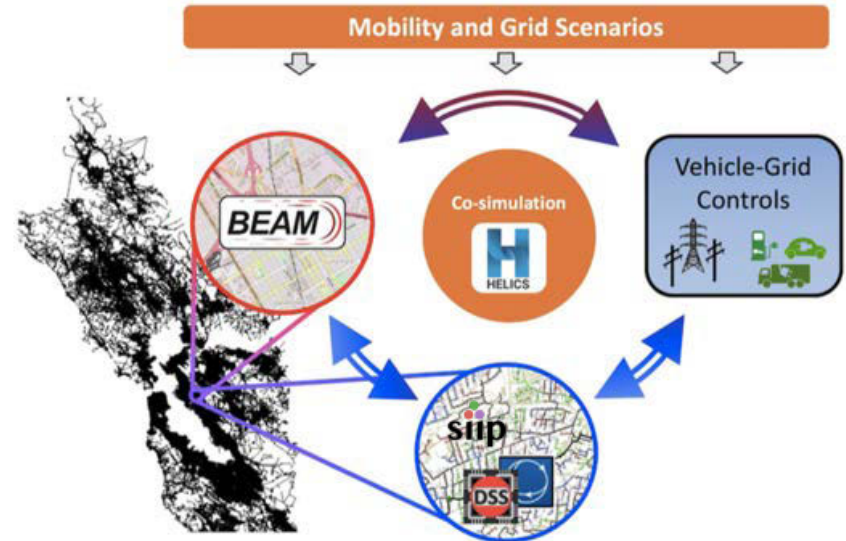 Mobility and Grid Scenarios
BEAM
Co-simulation
H
HELICS
Vehicle-Grid
Controls
siip
DSS